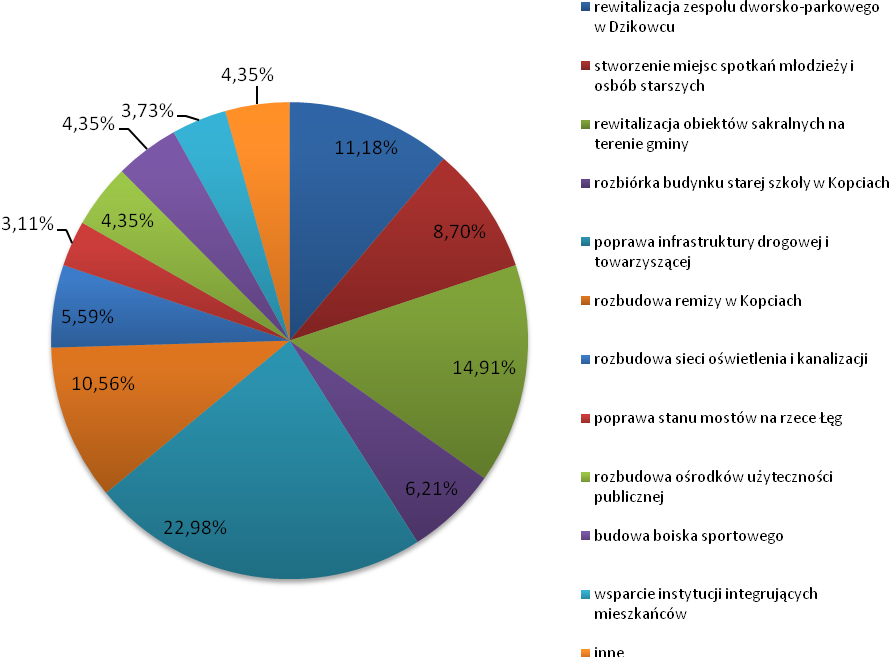 4,35%
3,73%
4,35%
11,18%
4,35%
8,70%
3,11%
5,59%
14,91%
10,56%
6,21%
22,98%
rewitalizacja zespołu dworsko-parkowego
w Dzikowcu
stworzenie miejsc spotkań młodzieży i
osbób starszych
rewitalizacja obiektów sakralnych na
terenie gminy
rozbiórka budynku starej szkoły w Kopciach
poprawa infrastruktury drogowej i
towarzyszącej
rozbudowa remizy w Kopciach
rozbudowa sieci oświetlenia i kanalizacji
poprawa stanu mostów na rzece Łęg
rozbudowa ośrodków użyteczności
publicznej
budowa boiska sportowego
wsparcie instytucji integrujących
mieszkańców
inne